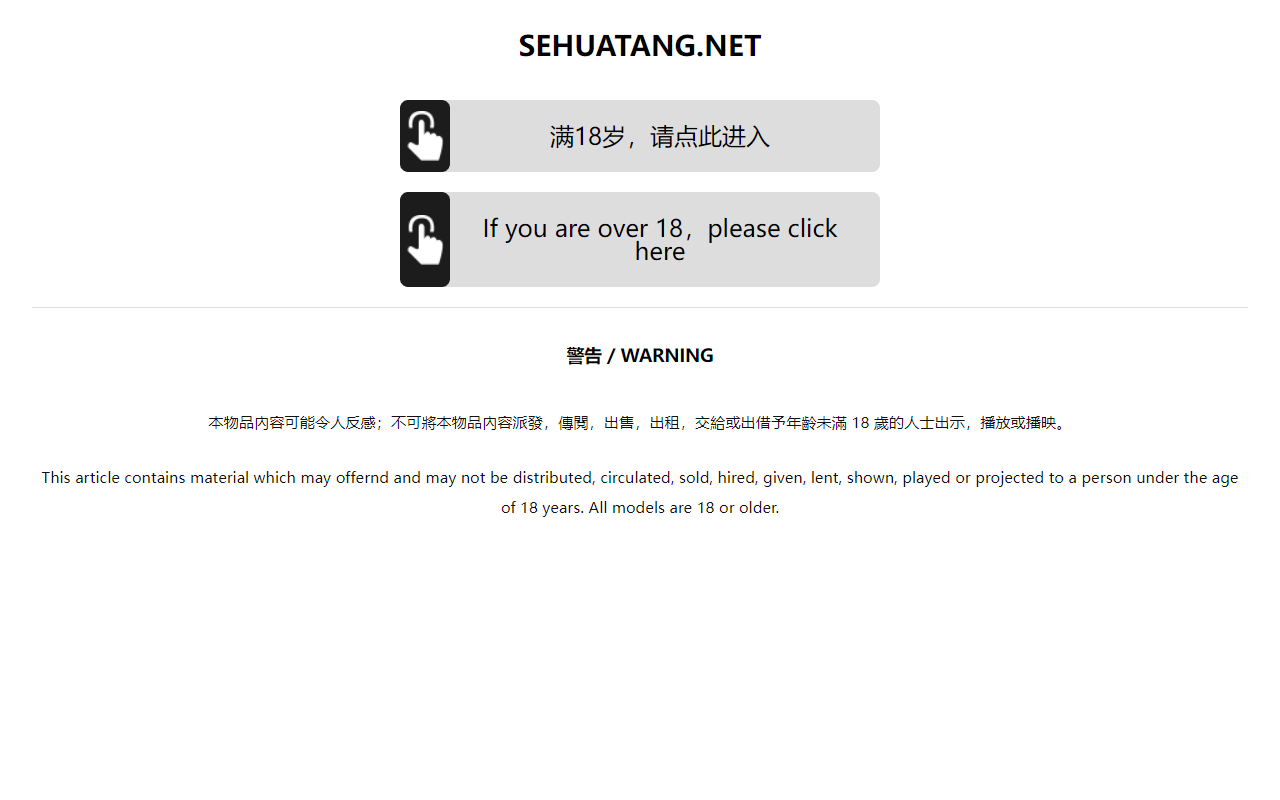 SEHUATANG.NET
满18岁，请点此进入
If you are over 18，please click
here
警告 / WARNING
本物品內容可能令人反感；不可將本物品內容派發，傳閱，出售，出租，交給或出借予年齡未滿 18 歲的人士出示，播放或播映。
This article contains material which may offernd and may not be distributed, circulated, sold, hired, given, lent, shown, played or projected to a person under the age
of 18 years. All models are 18 or older.